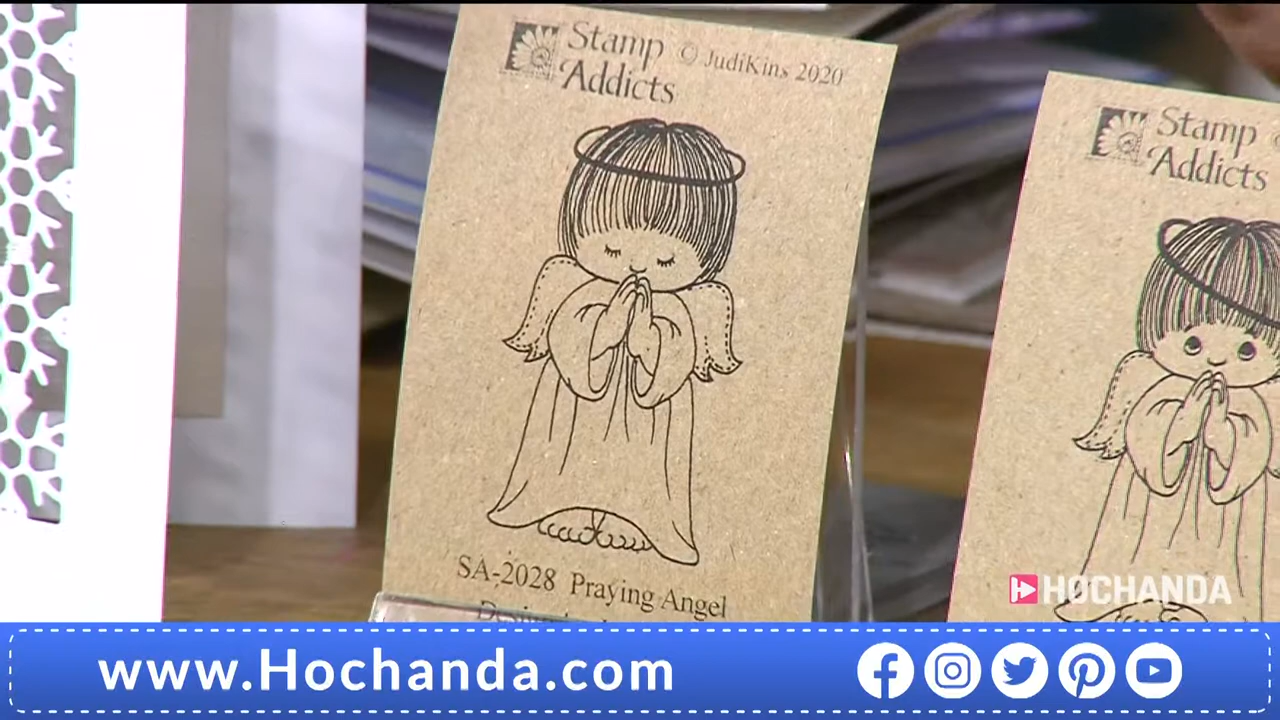 Stamp
Addicts
© JudiKins 2020
SA-2028 Praying Angel
Stamp
Addicts
HOCHANDA
www.Hochanda.com